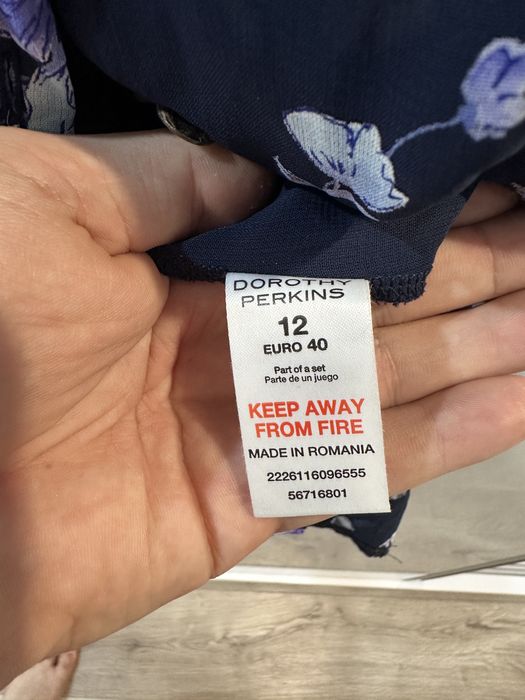 DOROTHY
PERKINS
12
EURO 40
Part of a set
Parte de un juego
KEEP AWAY
FROM FIRE
MADE IN ROMANIA
2226116096555
56716801